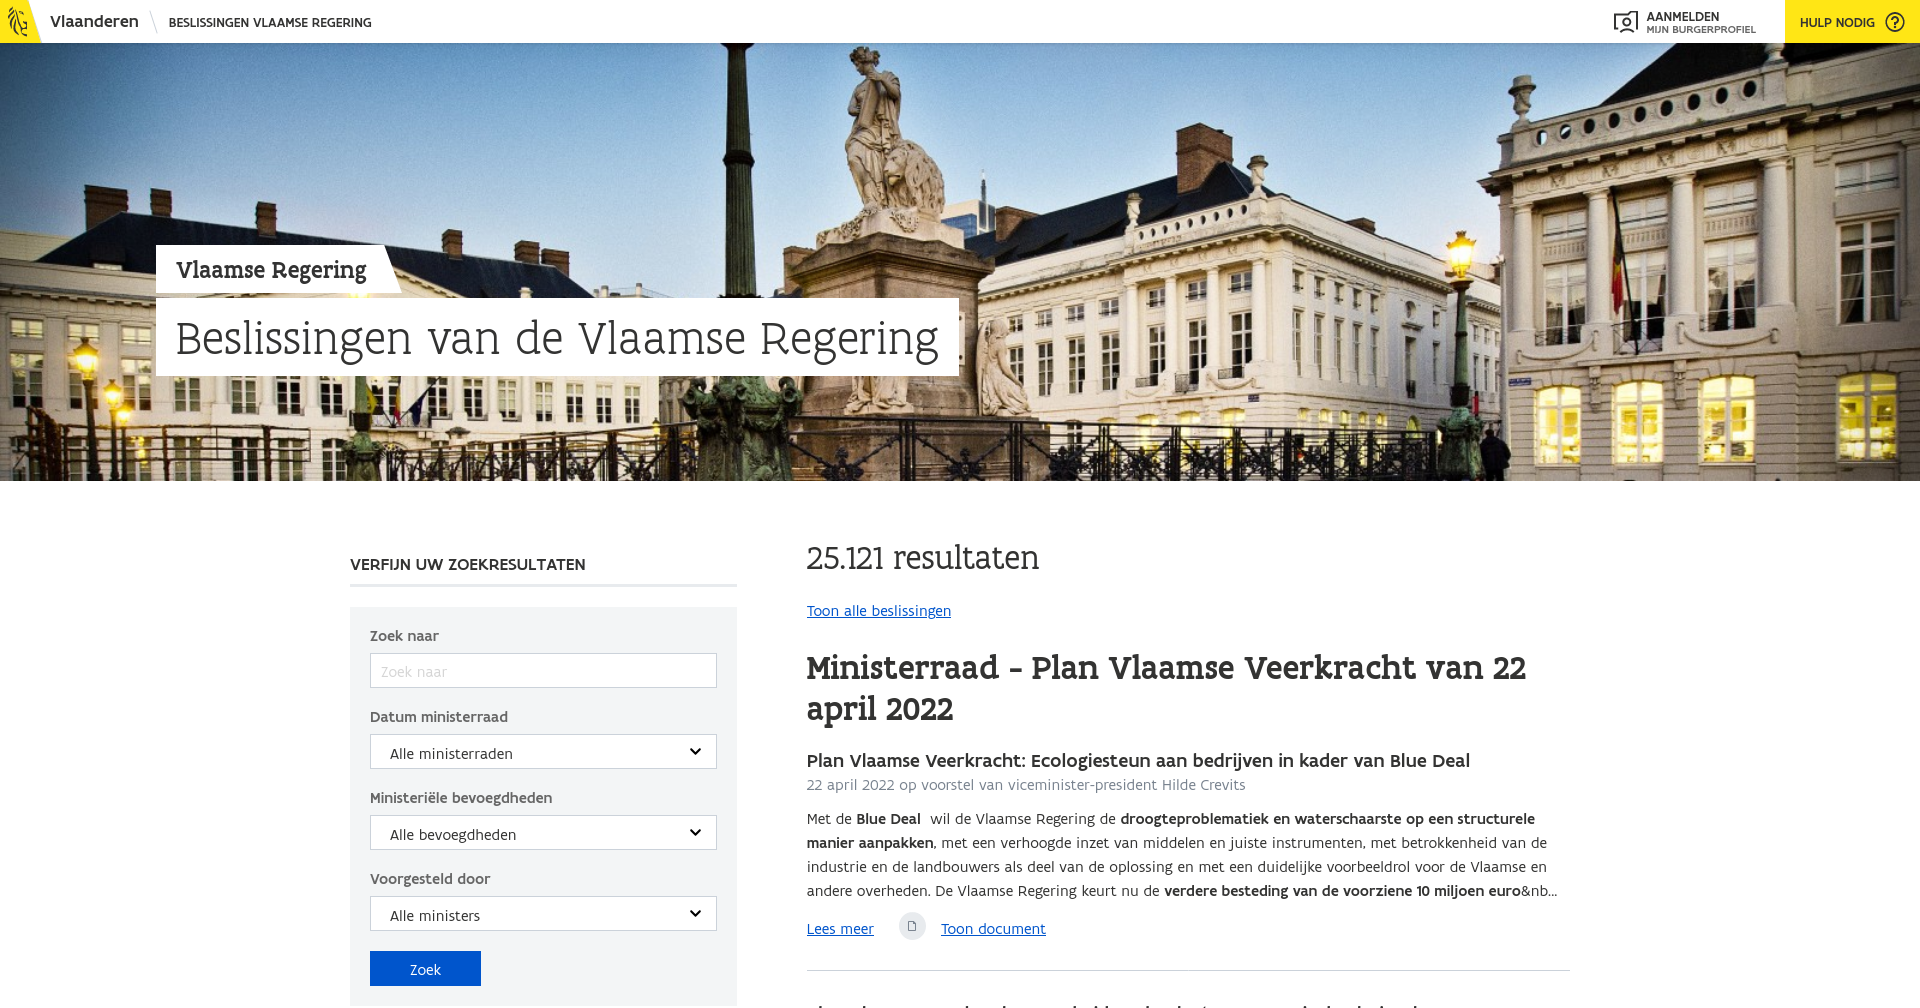 Vlaanderen
BESLISSINGEN VLAAMSE REGERING
AANMELDEN
MIJN BURGERPROFIEL
HULP NODIG
Vlaamse Regering
Beslissingen van de Vlaamse Regering
VERFIJN UW ZOEKRESULTATEN
Zoek naar
Zoek naar
Datum ministerraad
Alle ministerraden
Ministeriële bevoegdheden
Alle bevoegdheden
Voorgesteld door
Alle ministers
Zoek
25.121 resultaten
Toon alle beslissingen
Ministerraad - Plan Vlaamse Veerkracht van 22
april 2022
Plan Vlaamse Veerkracht: Ecologiesteun aan bedrijven in kader van Blue Deal
22 april 2022 op voorstel van viceminister-president Hilde Crevits
Met de Blue Deal  wil de Vlaamse Regering de droogteproblematiek en waterschaarste op een structurele
manier aanpakken, met een verhoogde inzet van middelen en juiste instrumenten, met betrokkenheid van de
industrie en de landbouwers als deel van de oplossing en met een duidelijke voorbeeldrol voor de Vlaamse en
andere overheden. De Vlaamse Regering keurt nu de verdere besteding van de voorziene 10 miljoen euro&nb...
Lees meer
Toon document